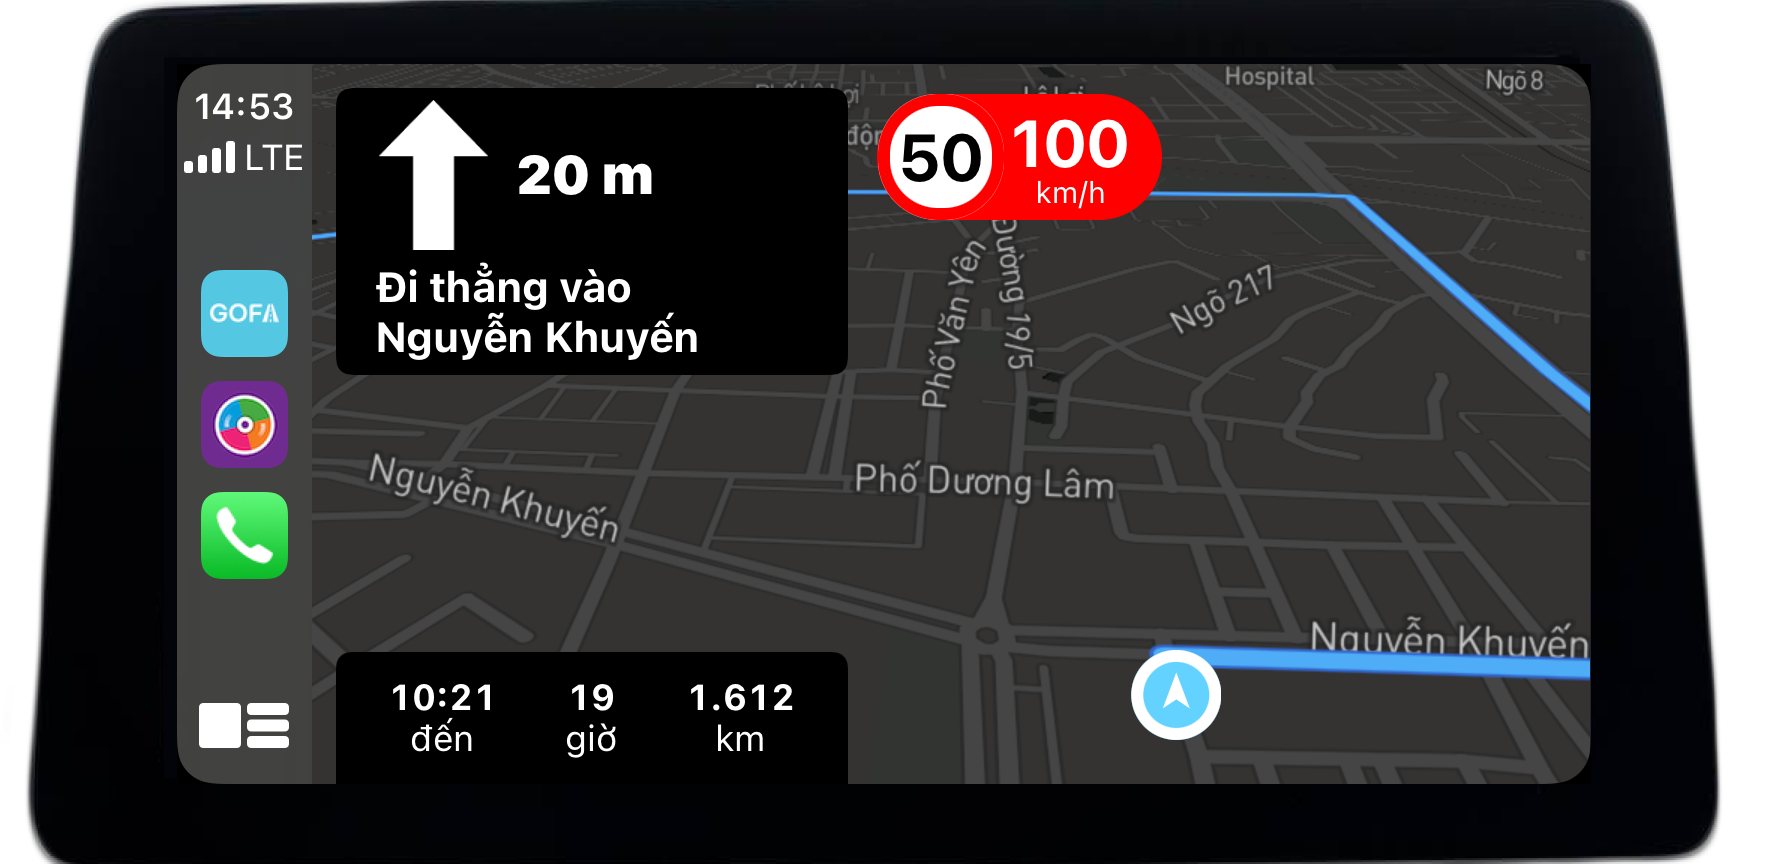 14:53
LTE
GOFA
20 m
Đi thẳng vào
Nguyễn Khuyến
50
100
km/h
Hospital
Ngõ 8
Phố Văn Yên
Đường 19/5
Ngõ 217
Nguyễn Khuyến
Phố Dương Lâm
Nguyễn Khuyến
10:21
đến
19
giờ
1.612
km